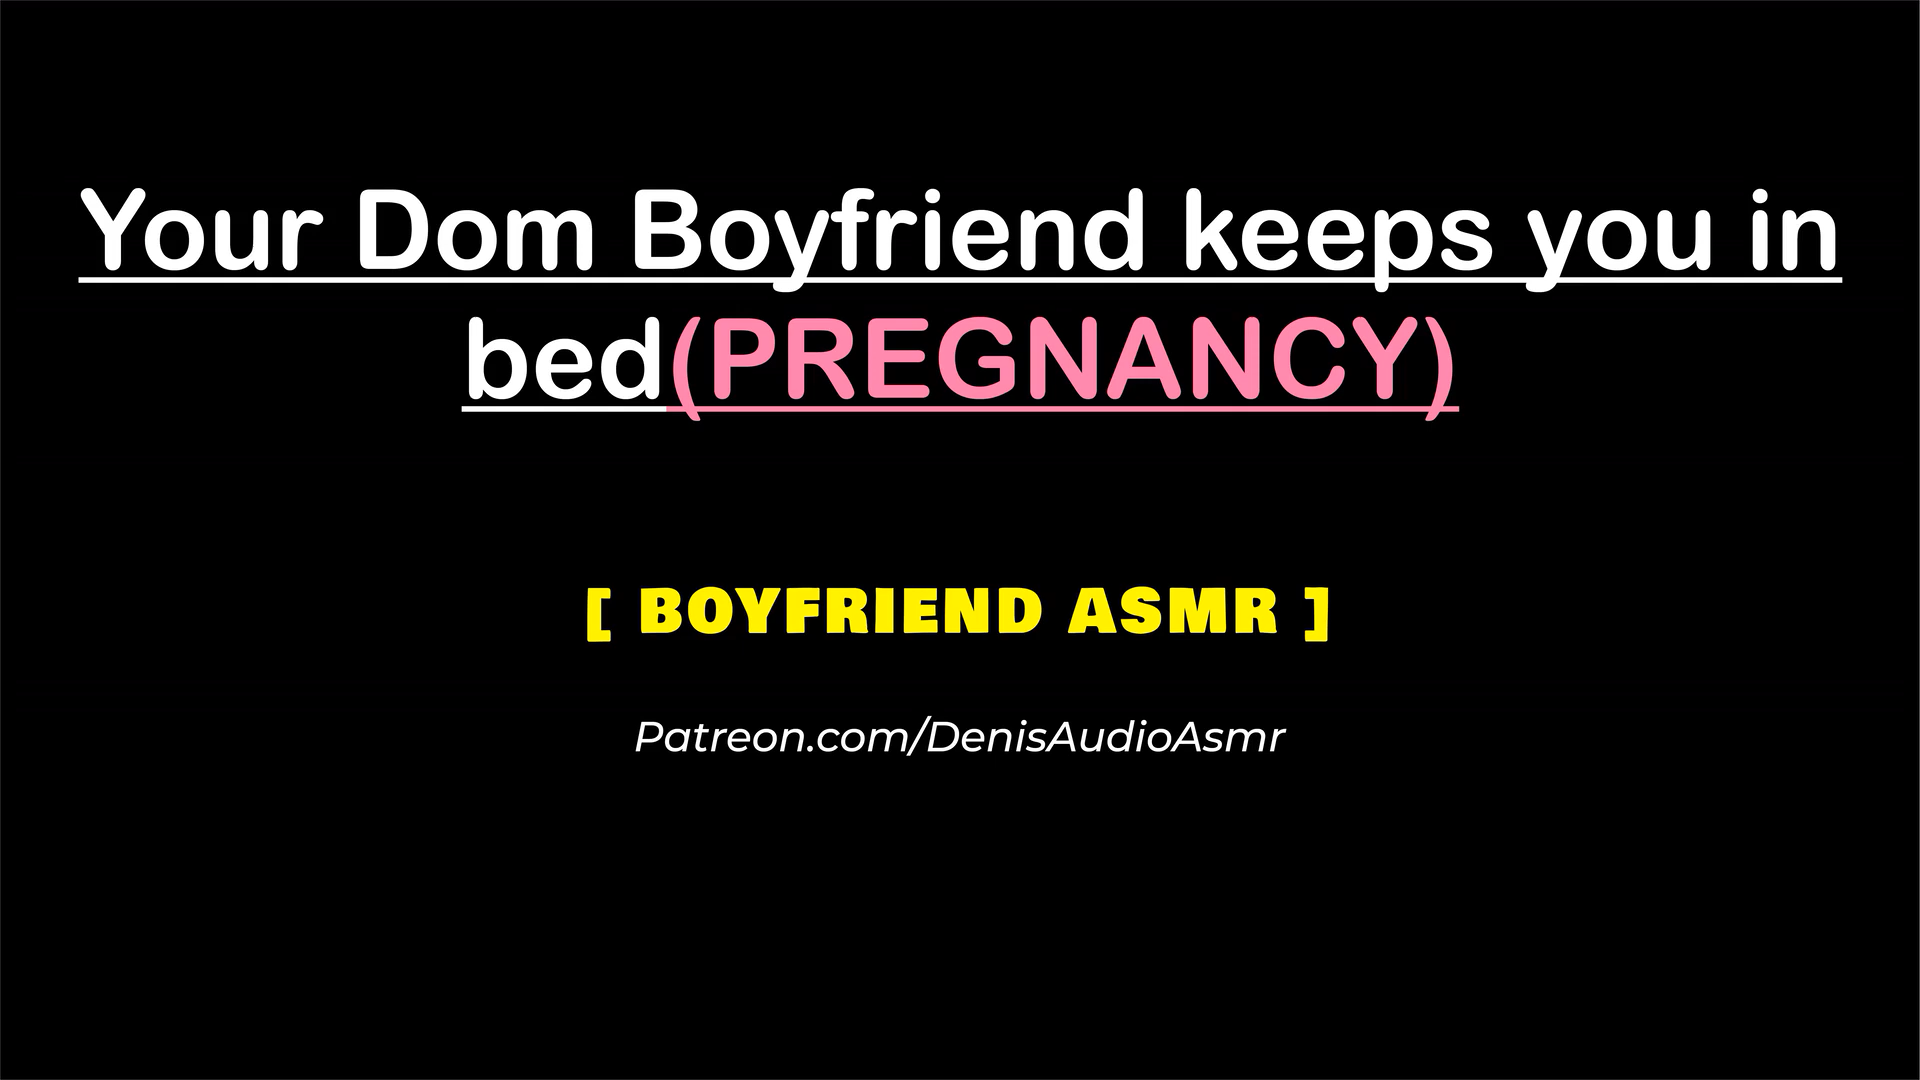 Your Dom Boyfriend keeps you in
bed(PREGNANCY)
[ BOYFRIEND ASMR ]
Patreon.com/DenisAudioAsmr